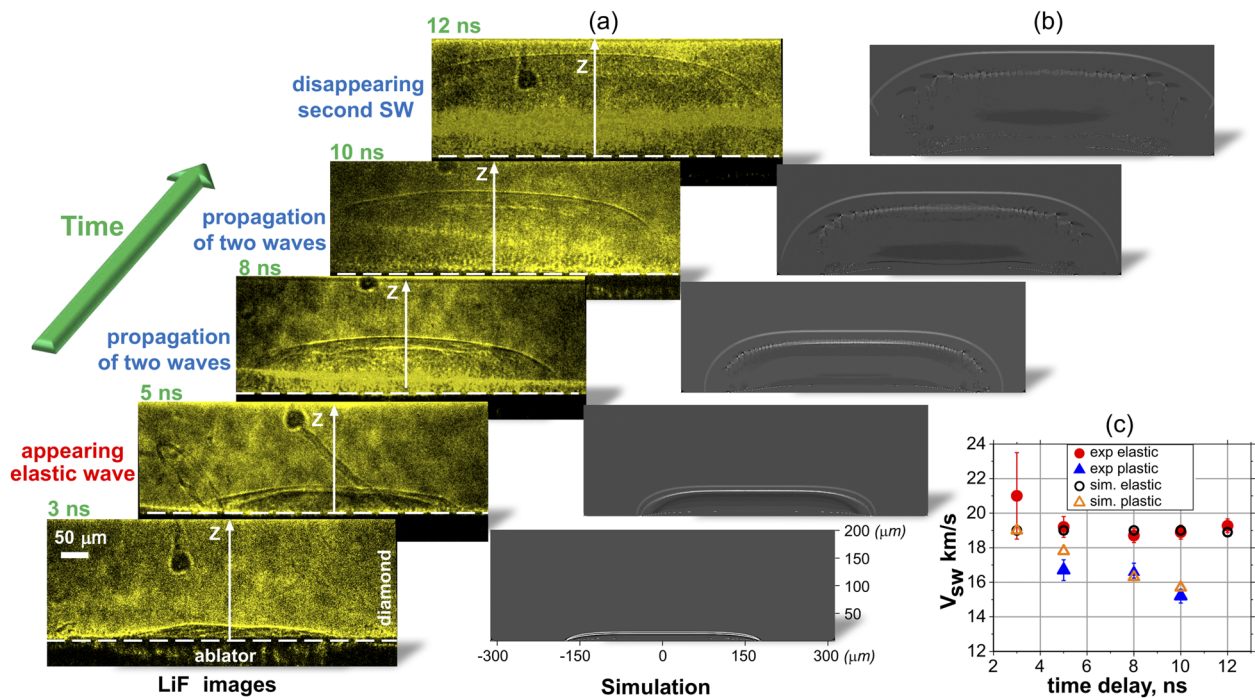 (a)
(b)
12 ns
Z
disappearing
second SW
10 ns
Z
Time
propagation
of two waves
8 ns
Z
propagation
of two waves
5 ns
Z
appearing
elastic wave
3 ns
Z
50 μm
diamond
ablator
LiF images
200 (μm)
150
100
50
-300 -150 0 150 300 (μm)
Simulation
(c)
exp elastic
exp plastic
sim. elastic
sim. plastic
Vsw km/s
24
22
21
20
19
18
16
14
12
2 4 6 8 10 12
time delay, ns